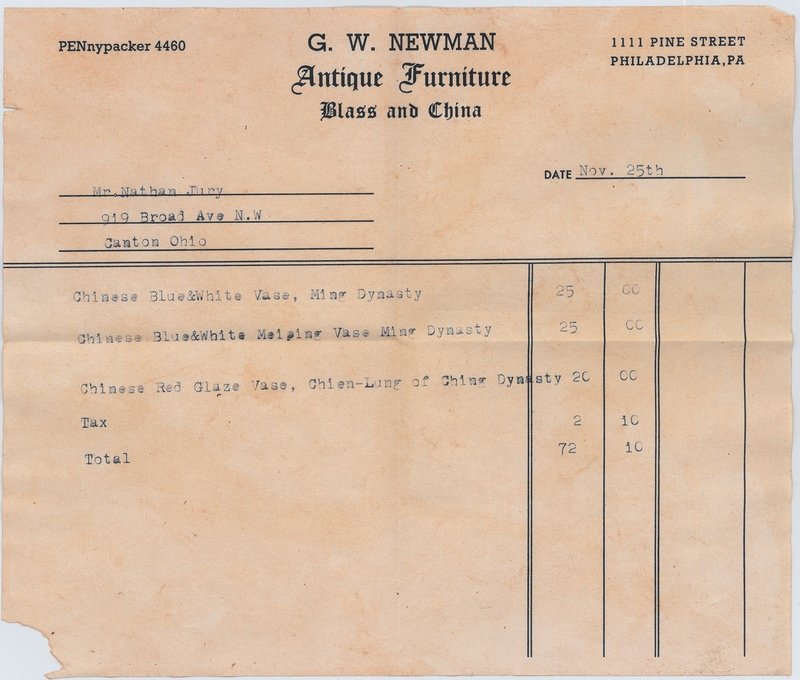 PENnypacker 4460
G. W. NEWMAN
Antique Furniture
Blass and China
1111 PINE STREET
PHILADELPHIA, PA
DATE Nov. 25th
Mr. Nathan Jury
919 Broad Ave N.W
Canton Ohio
Chinese Blue&White Vase, Ming Dynasty 25 00
Chinese Blue&White Meiping Vase Ming Dynasty 25 00
Chinese Red Glaze Vase, Chien-Lung of Ching Dynasty 20 00
Tax 2 10
Total 72 10